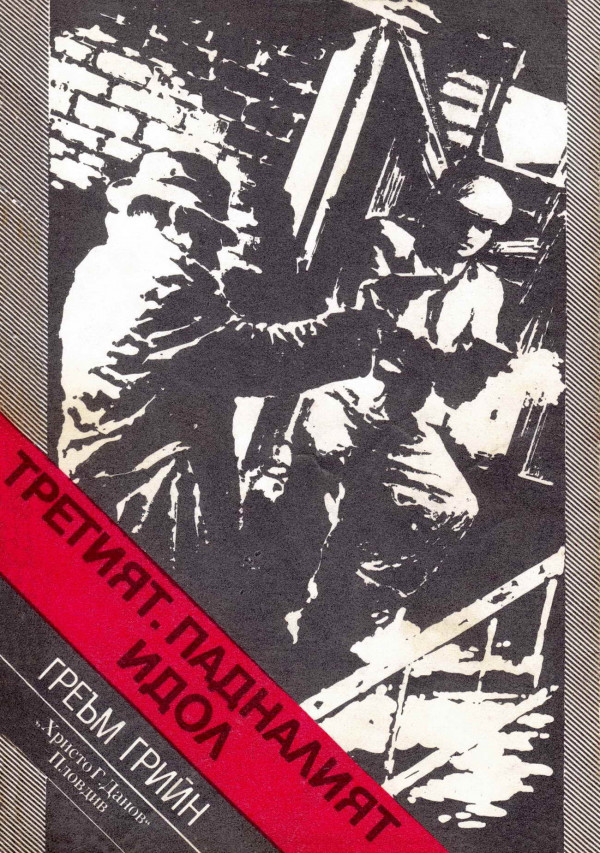 ТРЕТИЯТ. ПАДНАЛИЯТ
ИДОЛ
ГРЕЪМ ГРИЙН
„Христо Г. Данов“
Пловдив